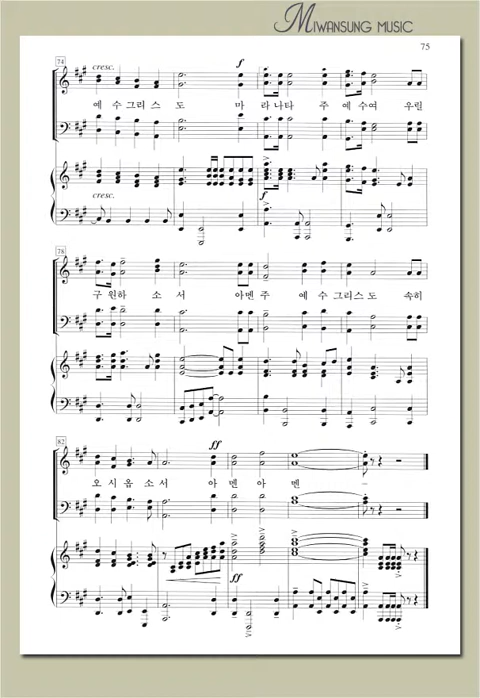 MIWANSUNG MUSIC
75
74
cresc.
f
예 수 그리 스 도 마 라 나타 주 예 수여 우릴
cresc.
f
78
구 원하 소 서 아멘 주 예 수 그리스 도 속히
82
ff
오 시 옵 소 서 아 멘 아 멘
ff